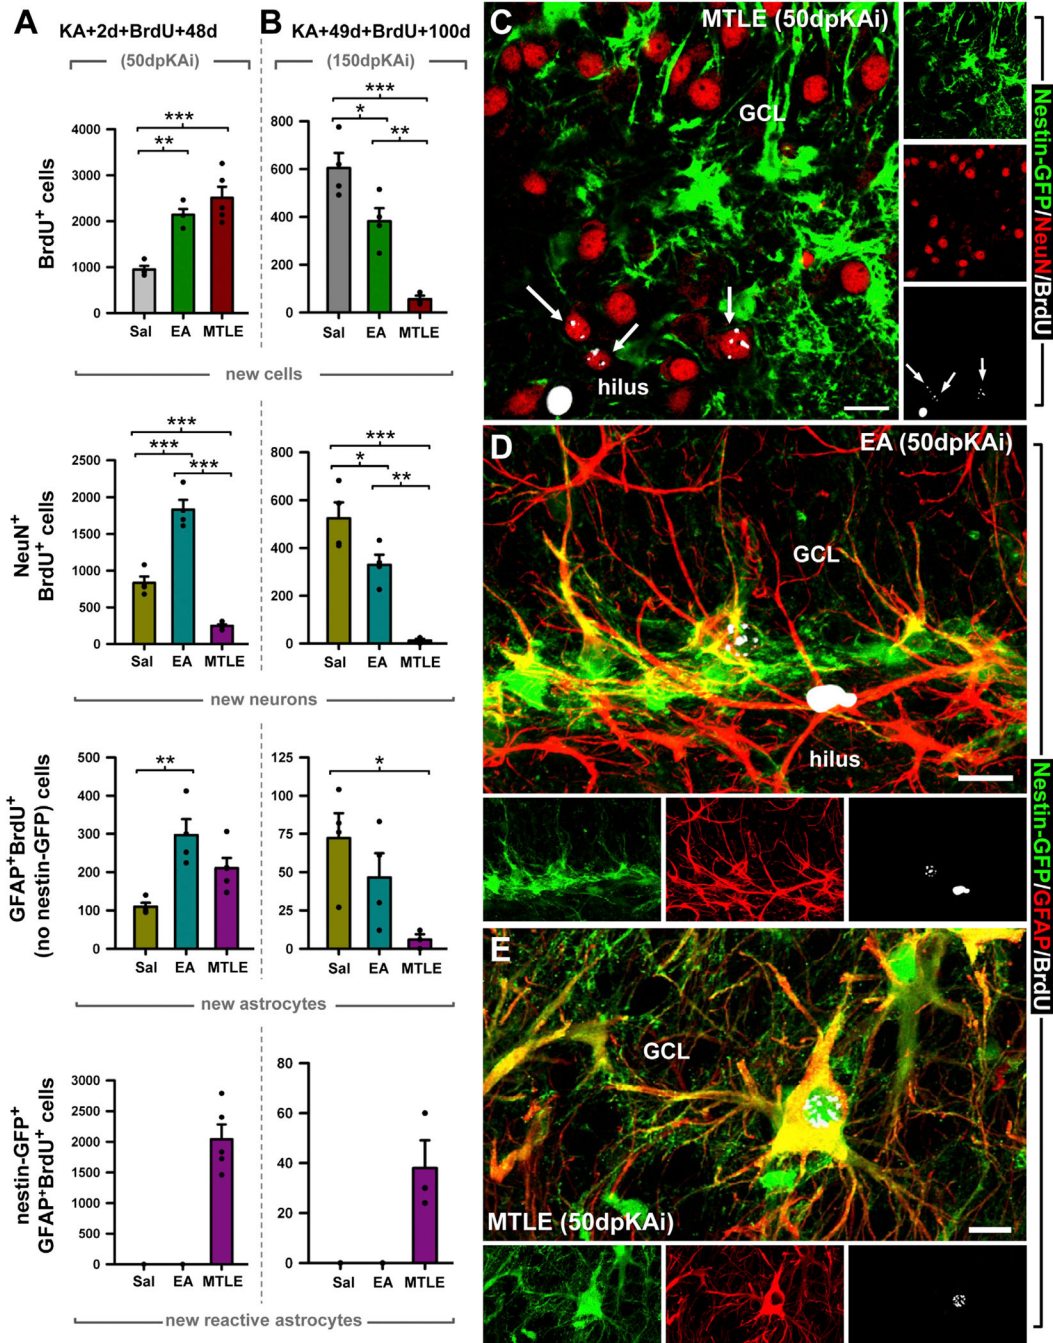 A
KA+2d+BrdU+48d
(50dpKAi)
BrdU+ cells
4000
3000
2000
1000
0
***
**
Sal EA MTLE
B
KA+49d+BrdU+100d
(150dpKAi)
800
600
400
200
0
***
*
**
Sal EA MTLE
new cells
NeuN+
BrdU+ cells
2500
2000
1500
1000
500
0
***
***
***
Sal EA MTLE
800
600
400
200
0
***
*
**
Sal EA MTLE
new neurons
GFAP+BrdU+
(no nestin-GFP) cells
500
400
300
200
100
0
**
Sal EA MTLE
125
100
75
50
25
0
*
Sal EA MTLE
new astrocytes
nestin-GFP+
GFAP+BrdU+ cells
3000
2500
2000
1500
1000
500
0
Sal EA MTLE
80
60
40
20
0
Sal EA MTLE
new reactive astrocytes
C
MTLE (50dpKAi)
GCL
hilus
Nestin-GFP/NeuN/BrdU
D
EA (50dpKAi)
GCL
hilus
E
GCL
MTLE (50dpKAi)
Nestin-GFP/GFAP/BrdU